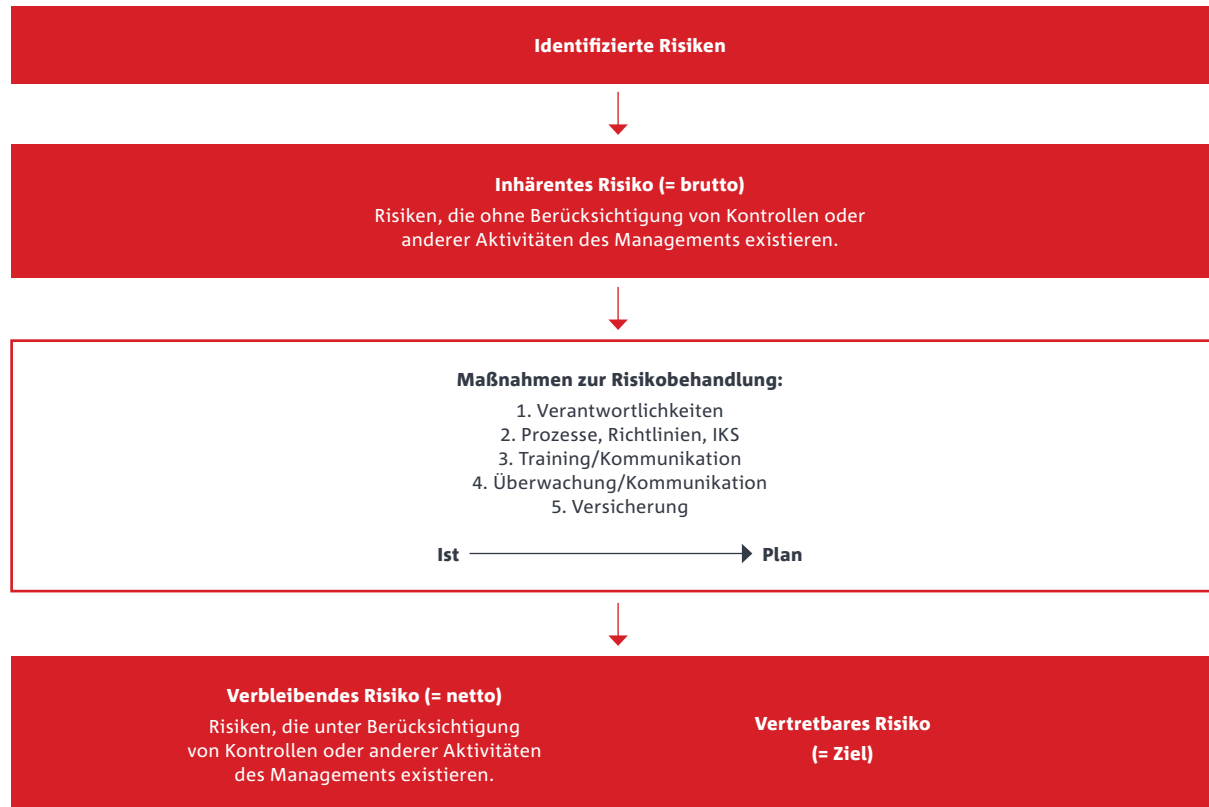 Identifizierte Risiken
Inhärentes Risiko (= brutto)
Risiken, die ohne Berücksichtigung von Kontrollen oder
anderer Aktivitäten des Managements existieren.
Maßnahmen zur Risikobehandlung:
1. Verantwortlichkeiten
2. Prozesse, Richtlinien, IKS
3. Training/Kommunikation
4. Überwachung/Kommunikation
5. Versicherung
Ist Plan
Verbleibendes Risiko (= netto)
Risiken, die unter Berücksichtigung
von Kontrollen oder anderer Aktivitäten
des Managements existieren.
Vertretbares Risiko
(= Ziel)